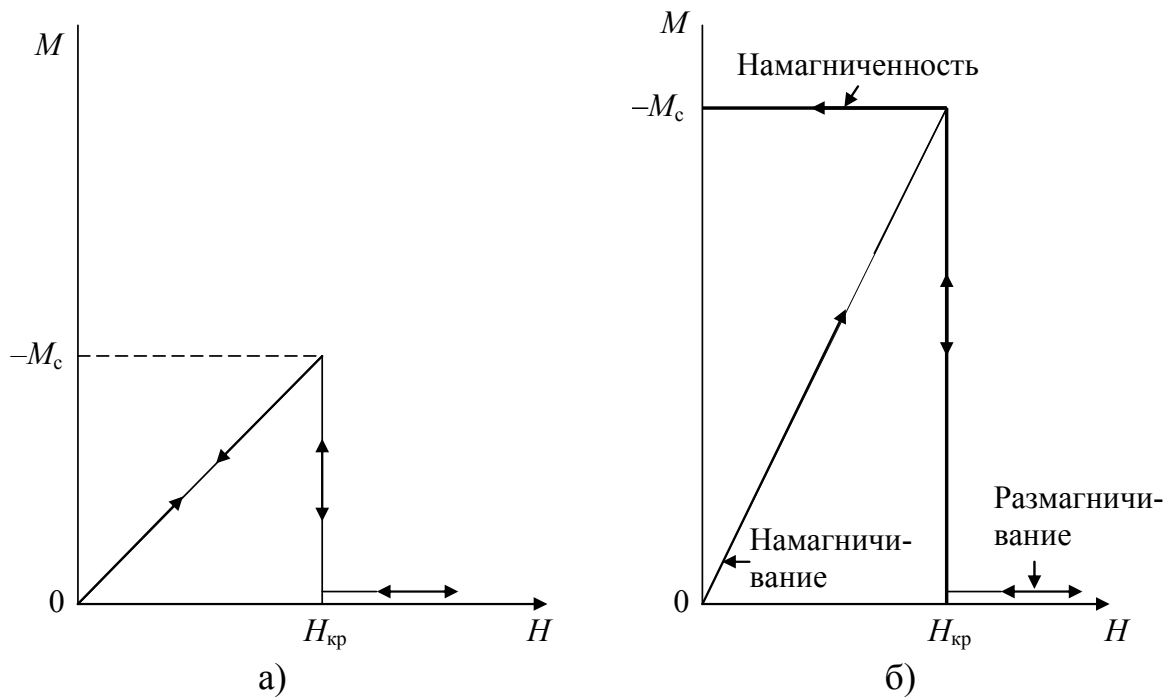 M
–Mс
0
Hкр
H
а)
M
Намагниченность
–Mс
Намагничи-
вание
Размагничи-
вание
0
Hкр
H
б)